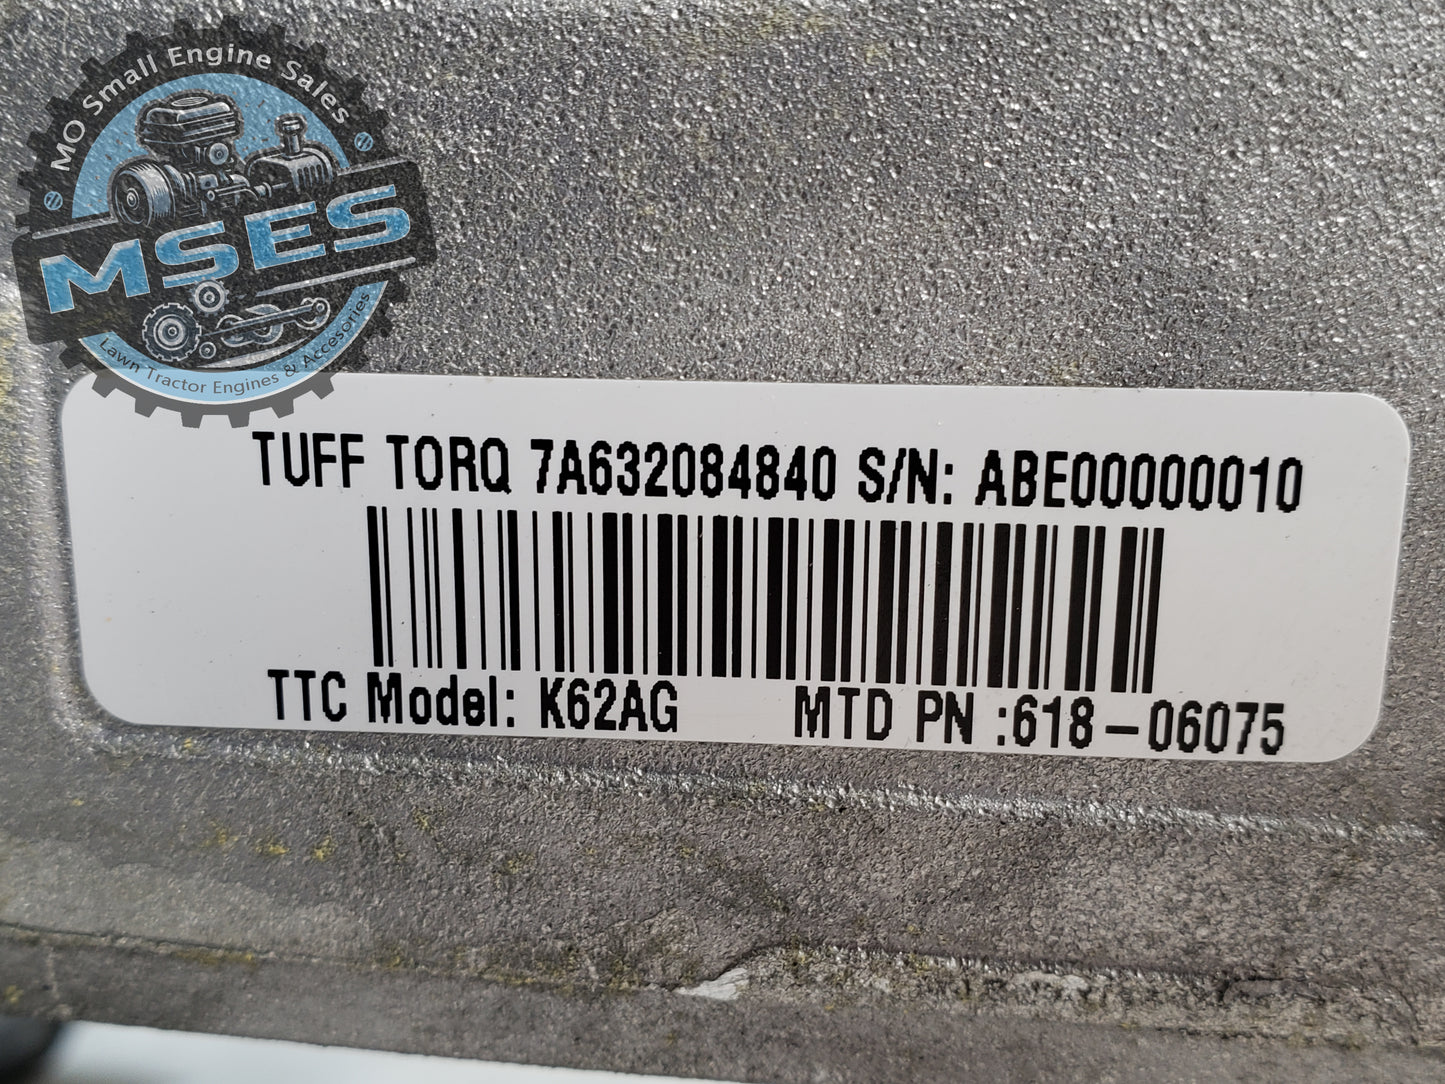 MO Small Engine Sales
MSES
Lawn Tractor Engines & Accesories
TUFF TORQ 7A632084840 S/N: ABE00000010
TTC Model: K62AG MTD PN :618-06075